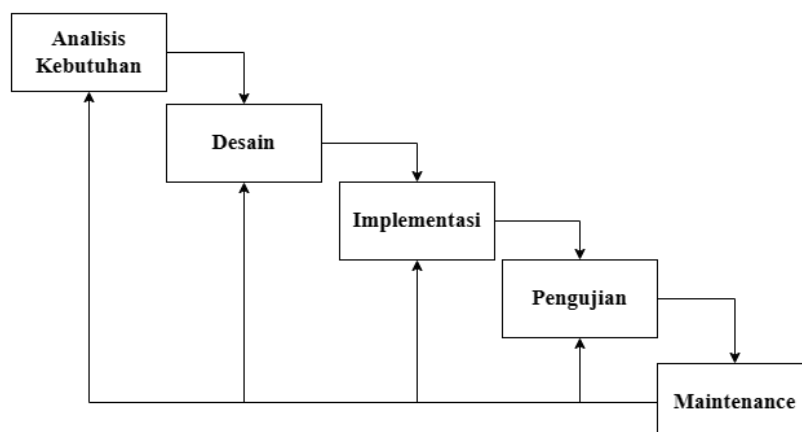 Analisis
Kebutuhan
Desain
Implementasi
Pengujian
Maintenance